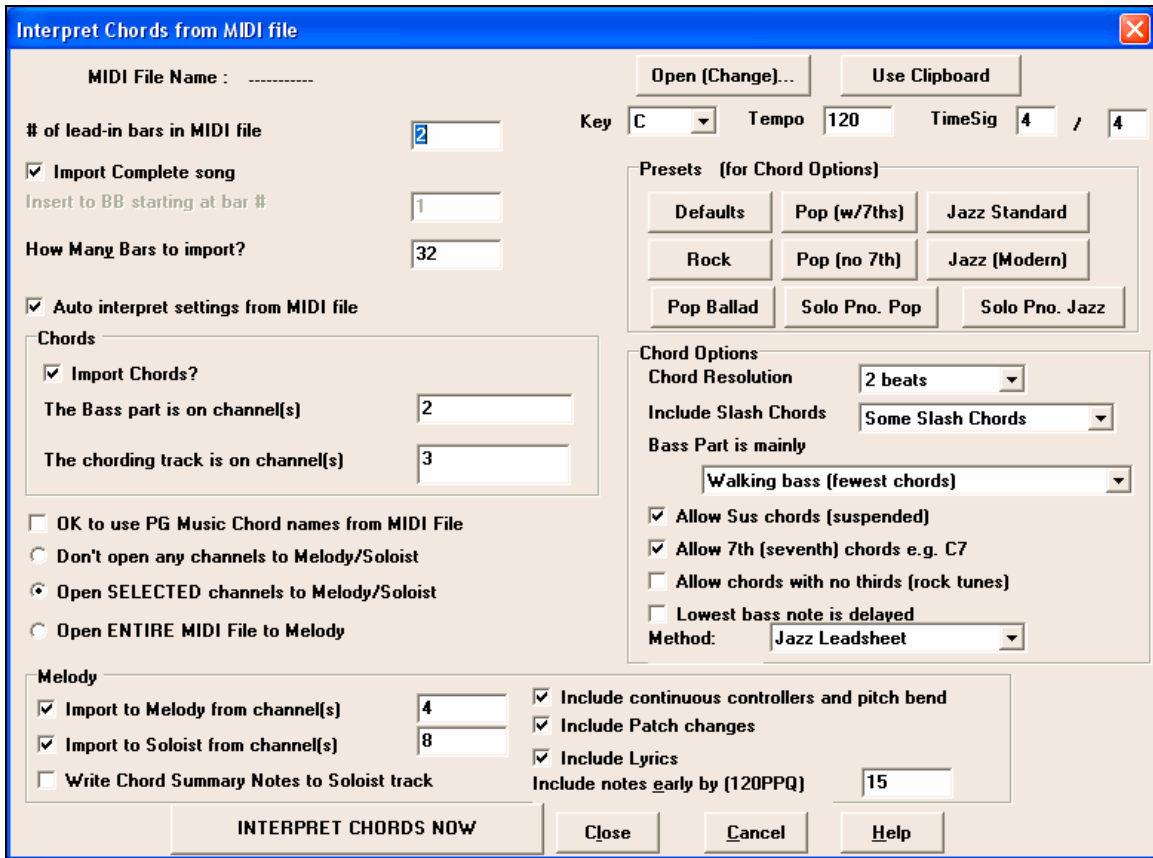 Interpret Chords from MIDI file
MIDI File Name : -----------
Open (Change)...
Use Clipboard
# of lead-in bars in MIDI file
2
Key
C
Tempo
120
TimeSig
4
/
4
Import Complete song
Insert to BB starting at bar #
1
How Many Bars to import?
32
Auto interpret settings from MIDI file
Presets (for Chord Options)
Defaults
Pop (w/7ths)
Jazz Standard
Rock
Pop (no 7th)
Jazz (Modern)
Pop Ballad
Solo Pno. Pop
Solo Pno. Jazz
Chords
Import Chords?
The Bass part is on channel(s)
2
The chording track is on channel(s)
3
OK to use PG Music Chord names from MIDI File
Don't open any channels to Melody/Soloist
Open SELECTED channels to Melody/Soloist
Open ENTIRE MIDI File to Melody
Chord Options
Chord Resolution
2 beats
Include Slash Chords
Some Slash Chords
Bass Part is mainly
Walking bass (fewest chords)
Allow Sus chords (suspended)
Allow 7th (seventh) chords e.g. C7
Allow chords with no thirds (rock tunes)
Lowest bass note is delayed
Method:
Jazz Leadsheet
Melody
Import to Melody from channel(s)
4
Import to Soloist from channel(s)
8
Write Chord Summary Notes to Soloist track
Include continuous controllers and pitch bend
Include Patch changes
Include Lyrics
Include notes early by (120PPQ)
15
INTERPRET CHORDS NOW
Close
Cancel
Help